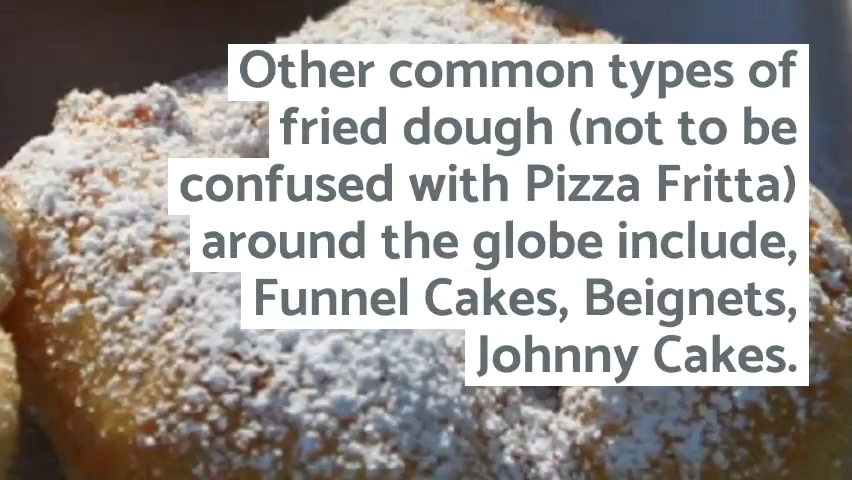 Other common types of
fried dough (not to be
confused with Pizza Fritta)
around the globe include,
Funnel Cakes, Beignets,
Johnny Cakes.